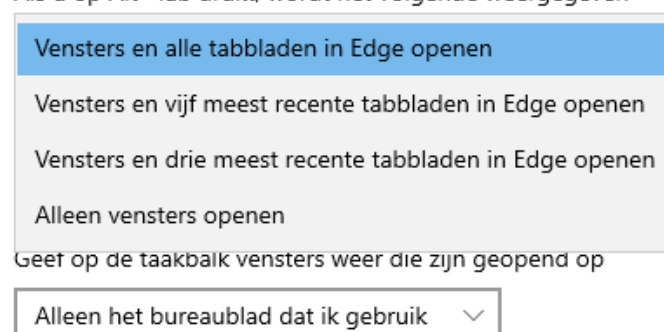 Vensters en alle tabbladen in Edge openen
Vensters en vijf meest recente tabbladen in Edge openen
Vensters en drie meest recente tabbladen in Edge openen
Alleen vensters openen
Geef op de taakbalk vensters weer die zijn geopend op
Alleen het bureaublad dat ik gebruik